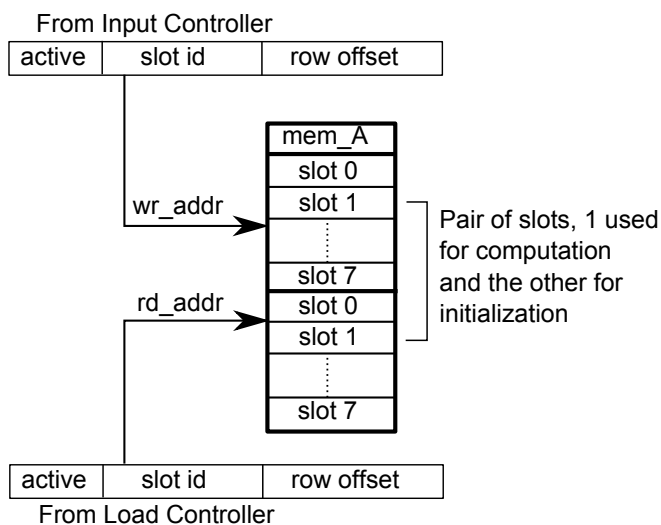 From Input Controller
active slot id row offset
mem_A
slot 0
slot 1
wr_addr
Pair of slots, 1 used
for computation
and the other for
initialization
slot 7
rd_addr
slot 0
slot 1
slot 7
active slot id row offset
From Load Controller